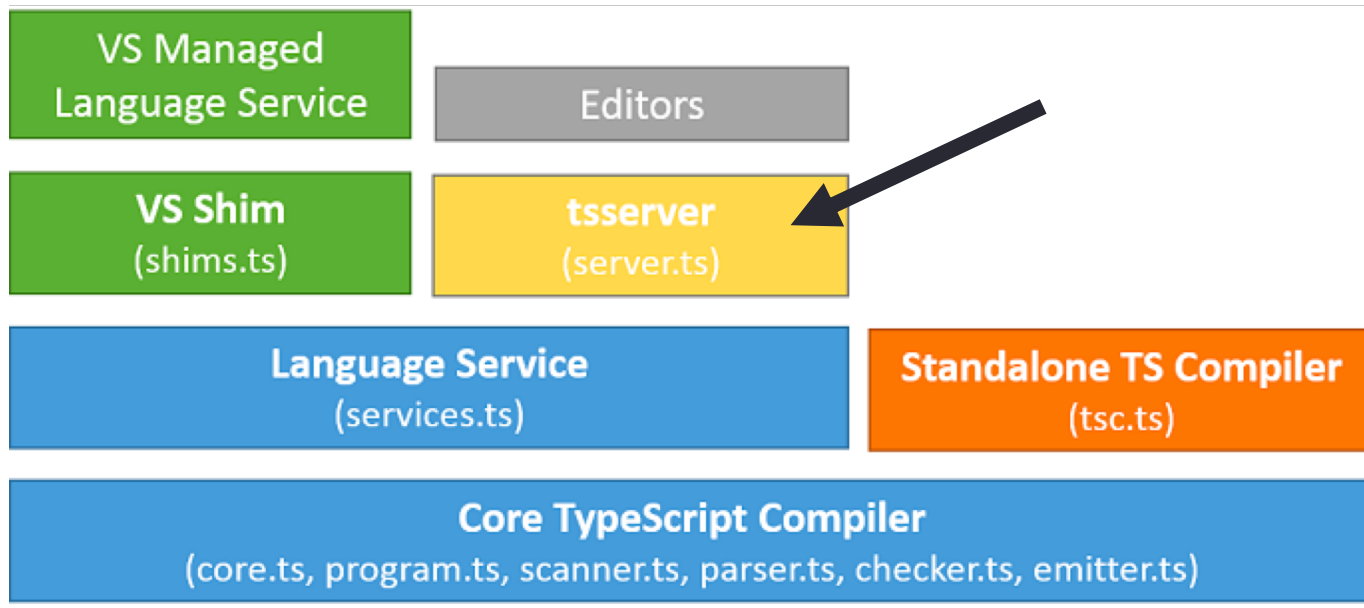 VS Managed
Language Service
Editors
VS Shim
(shims.ts)
tsserver
(server.ts)
Language Service
(services.ts)
Standalone TS Compiler
(tsc.ts)
Core TypeScript Compiler
(core.ts, program.ts, scanner.ts, parser.ts, checker.ts, emitter.ts)